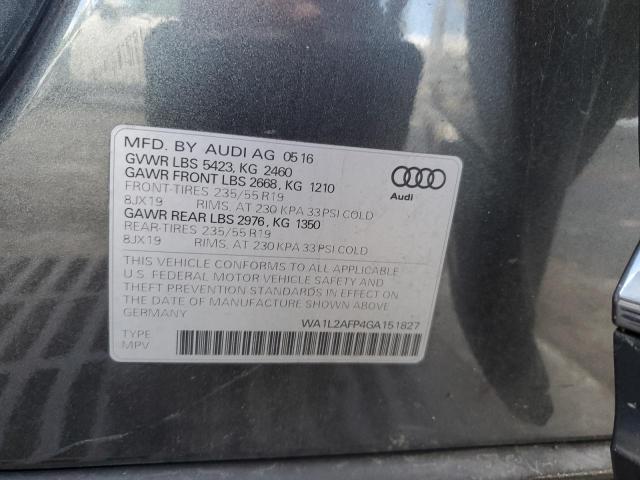 MFD. BY AUDI AG 05 16
GVWR LBS 5423, KG 2460
GAWR FRONT LBS 2668, KG 1210
FRONT-TIRES 235/55 R19
8JX19 RIMS, AT 230 KPA 33 PSI COLD
GAWR REAR LBS 2976, KG 1350
REAR-TIRES 235/55 R19
8JX19 RIMS, AT 230 KPA 33 PSI COLD
Audi
THIS VEHICLE CONFORMS TO ALL APPLICABLE
U.S. FEDERAL MOTOR VEHICLE SAFETY AND
THEFT PREVENTION STANDARDS IN EFFECT ON
THE DATE OF MANUFACTURE SHOWN ABOVE
GERMANY
WA1L2AFP4GA151827
TYPE
MPV